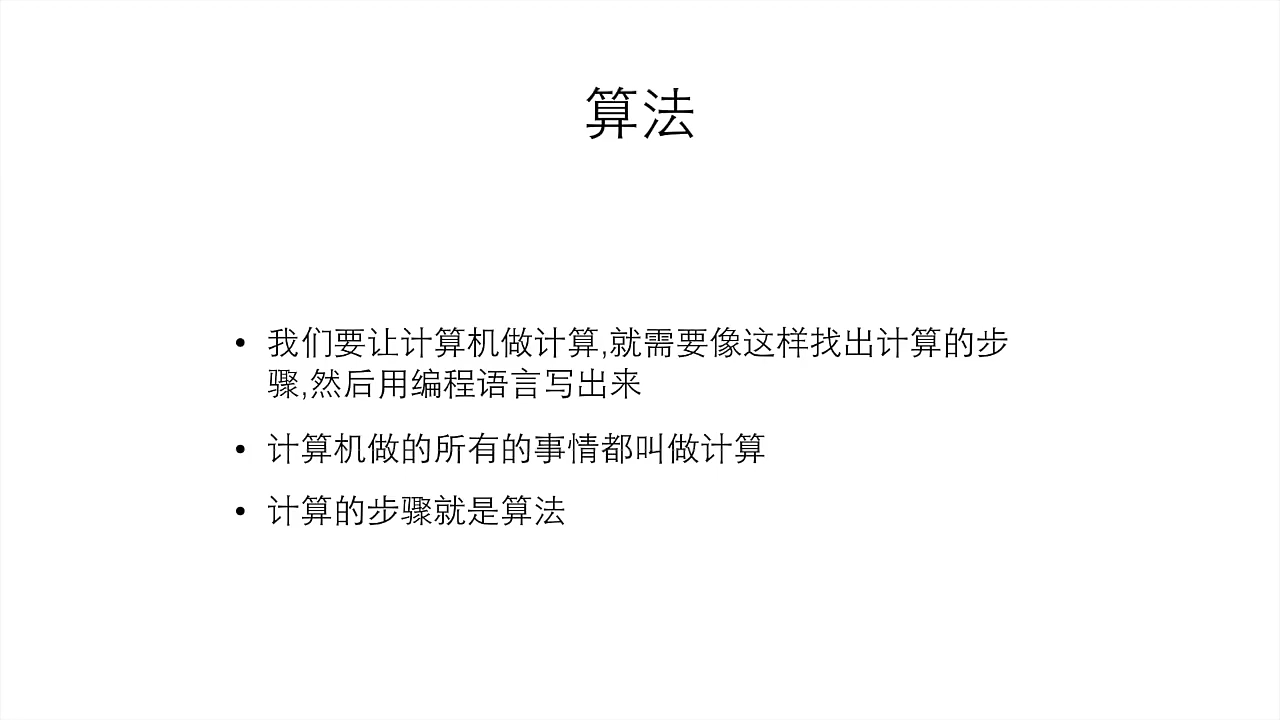 算法
• 我们要让计算机做计算,就需要像这样找出计算的步
骤,然后用编程语言写出来
• 计算机做的所有的事情都叫做计算
• 计算的步骤就是算法